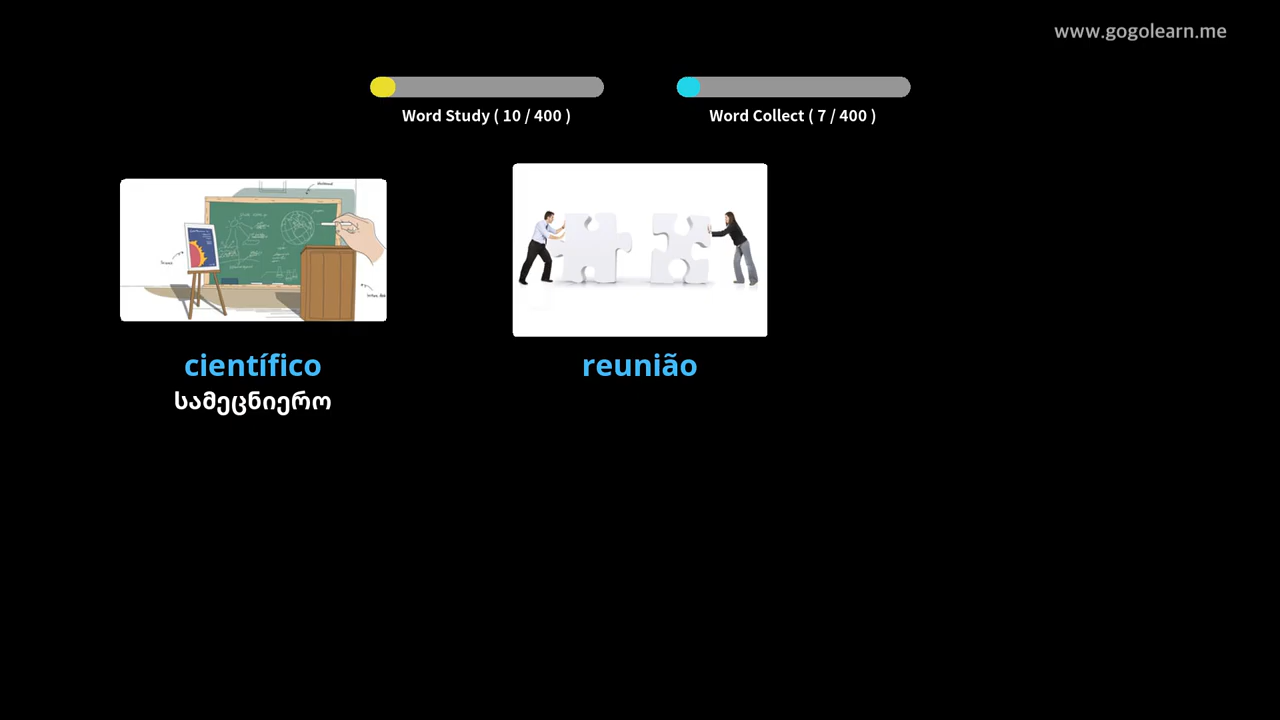 www.gogolearn.me
Word Study ( 10 / 400 )
Word Collect ( 7 / 400 )
científico
სამეცნიერო
reunião